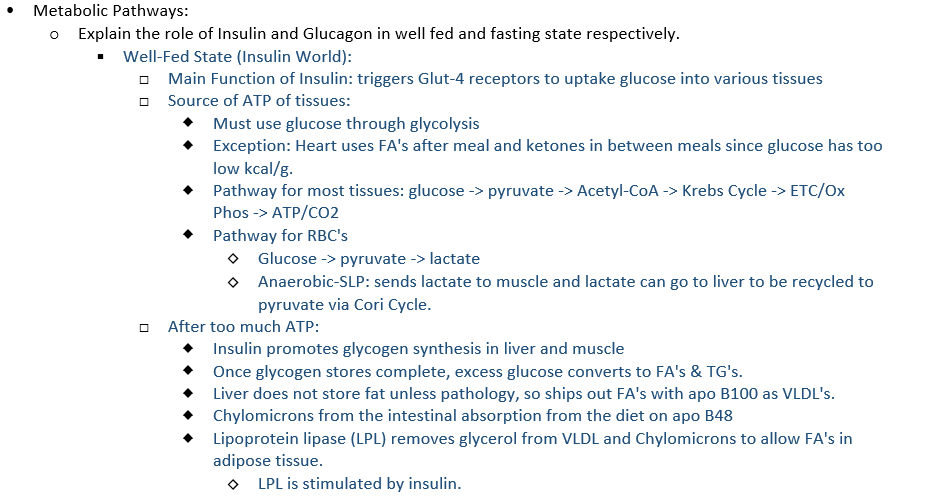 Metabolic Pathways:
Explain the role of Insulin and Glucagon in well fed and fasting state respectively.
Well-Fed State (Insulin World):
Main Function of Insulin: triggers Glut-4 receptors to uptake glucose into various tissues
Source of ATP of tissues:
Must use glucose through glycolysis
Exception: Heart uses FA's after meal and ketones in between meals since glucose has too
low kcal/g.
Pathway for most tissues: glucose -> pyruvate -> Acetyl-CoA -> Krebs Cycle -> ETC/Ox
Phos -> ATP/CO2
Pathway for RBC's
Glucose -> pyruvate -> lactate
Anaerobic-SLP: sends lactate to muscle and lactate can go to liver to be recycled to
pyruvate via Cori Cycle.
After too much ATP:
Insulin promotes glycogen synthesis in liver and muscle
Once glycogen stores complete, excess glucose converts to FA's & TG's.
Liver does not store fat unless pathology, so ships out FA's with apo B100 as VLDL's.
Chylomicrons from the intestinal absorption from the diet on apo B48
Lipoprotein lipase (LPL) removes glycerol from VLDL and Chylomicrons to allow FA's in
adipose tissue.
LPL is stimulated by insulin.